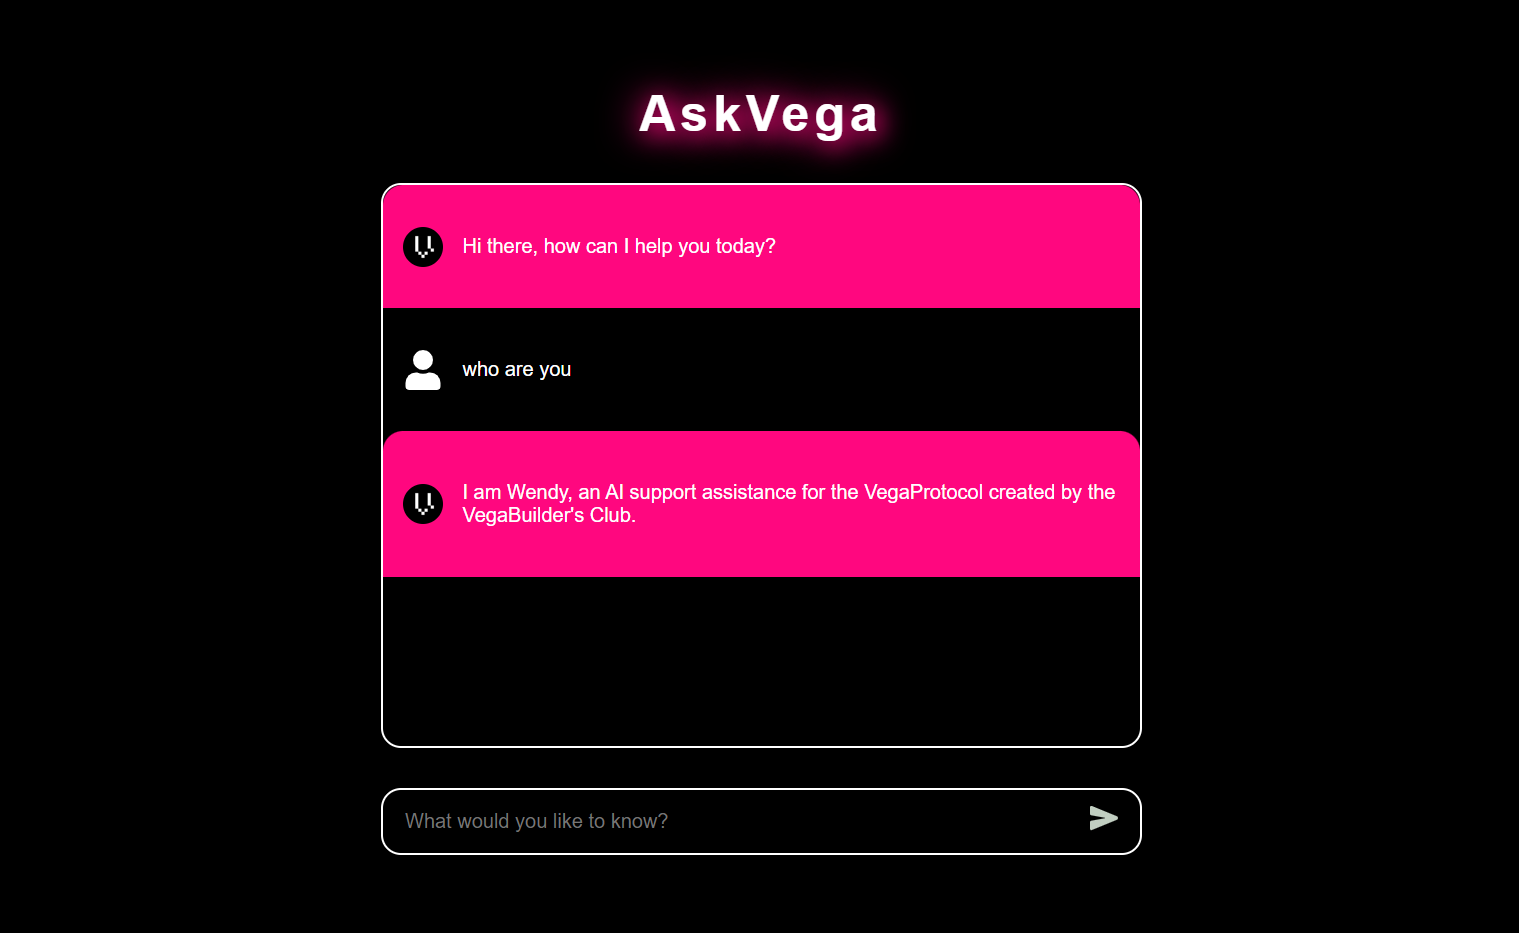 AskVega
Hi there, how can I help you today?
who are you
I am Wendy, an AI support assistance for the VegaProtocol created by the
VegaBuilder's Club.
What would you like to know?